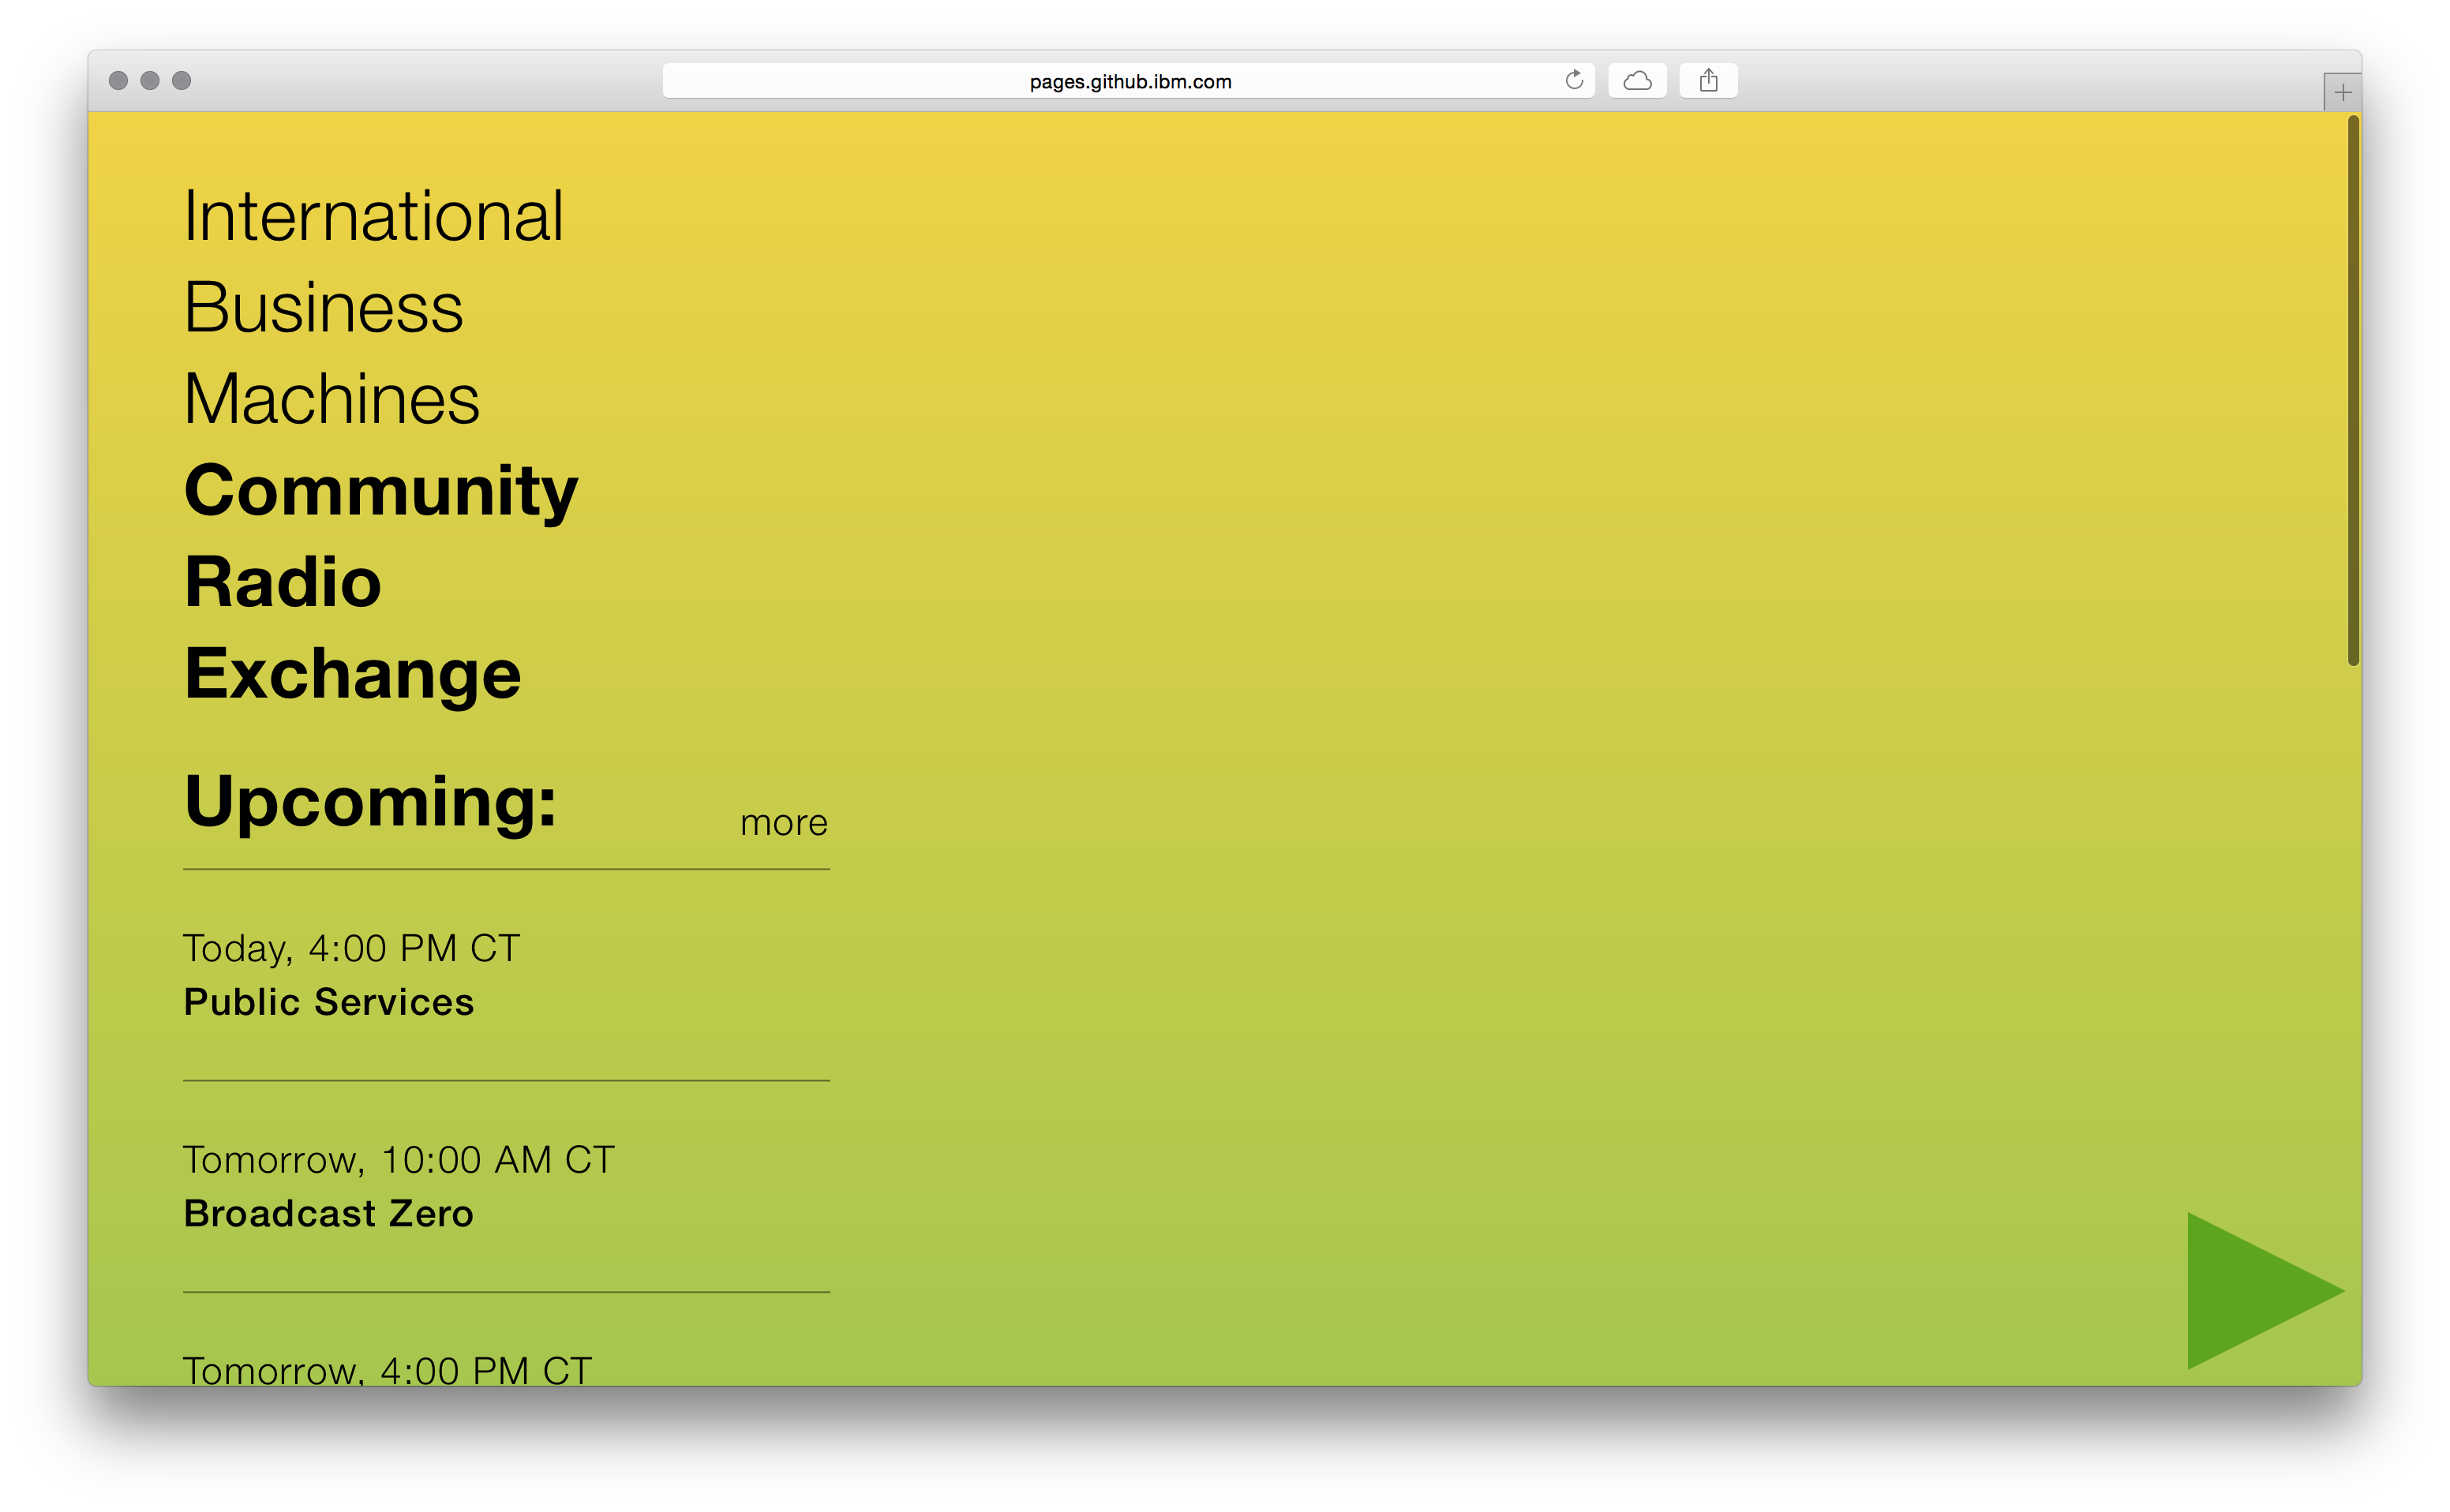 pages.github.ibm.com
International
Business
Machines
Community
Radio
Exchange
Upcoming:
more
Today, 4:00 PM CT
Public Services
Tomorrow, 10:00 AM CT
Broadcast Zero
Tomorrow, 4:00 PM CT